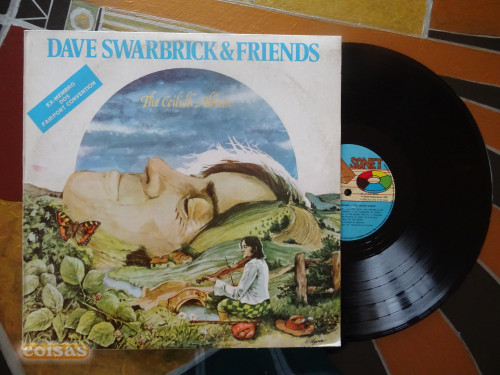 DAVE SWARBRICK & FRIENDS
The Ceilidh Album
EX-MEMBRO
DOS
FAIRPORT CONVENTION
SONET
coisas